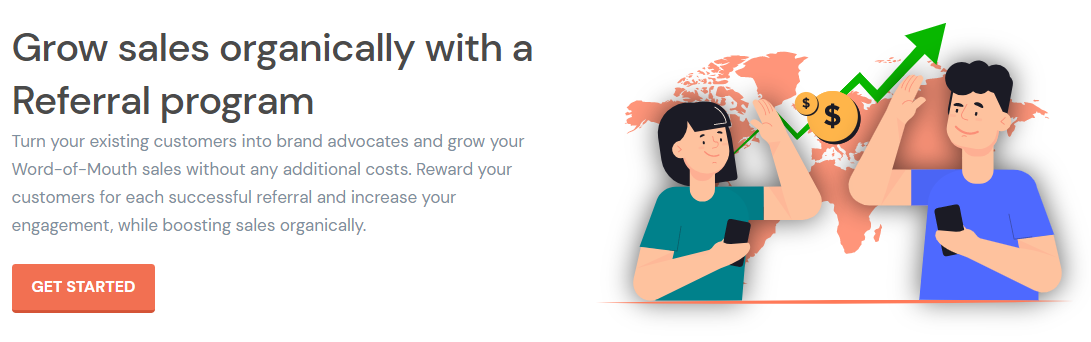 Grow sales organically with a
Referral program
Turn your existing customers into brand advocates and grow your
Word-of-Mouth sales without any additional costs. Reward your
customers for each successful referral and increase your
engagement, while boosting sales organically.
GET STARTED
$
$